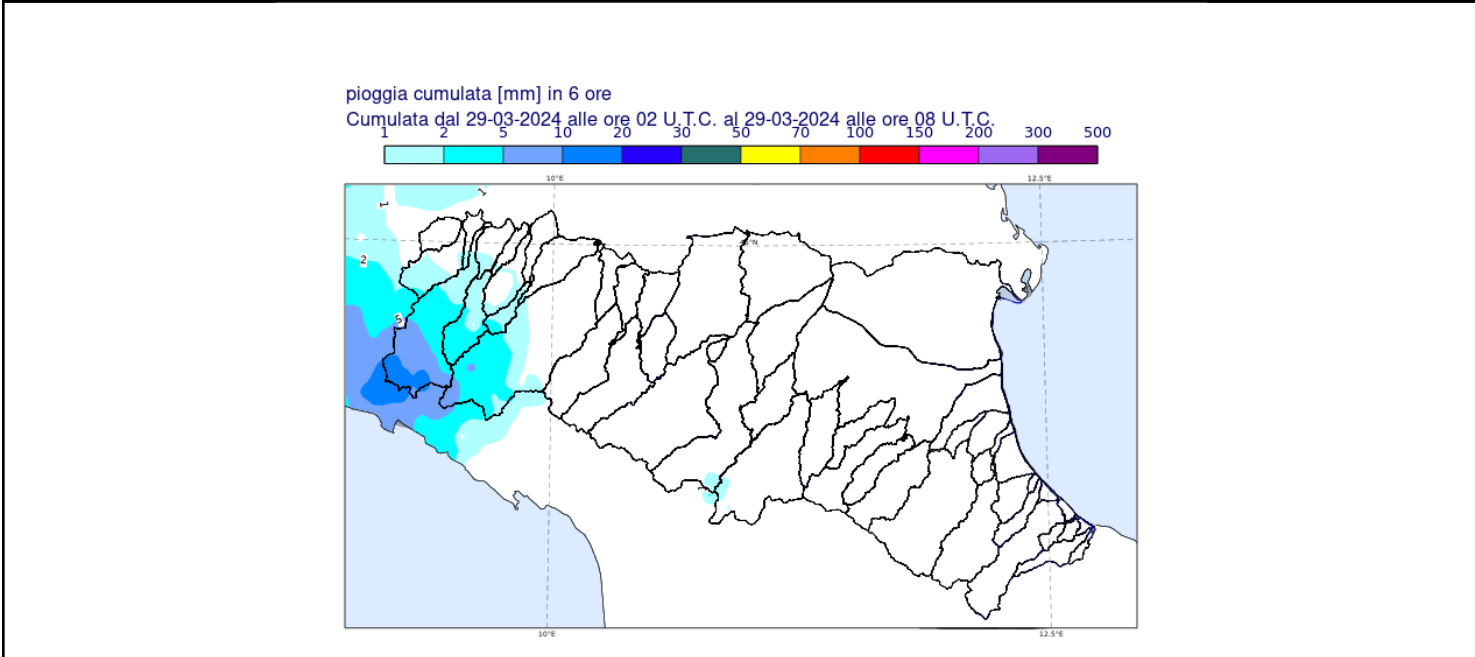 pioggia cumulata [mm] in 6 ore
Cumulata dal 29-03-2024 alle ore 02 U.T.C. al 29-03-2024 alle ore 08 U.T.C.
1 2 5 10 20 30 50 70 100 150 200 300 500
10°E 12.5°E
1
1
2
5
10°E 12.5°E